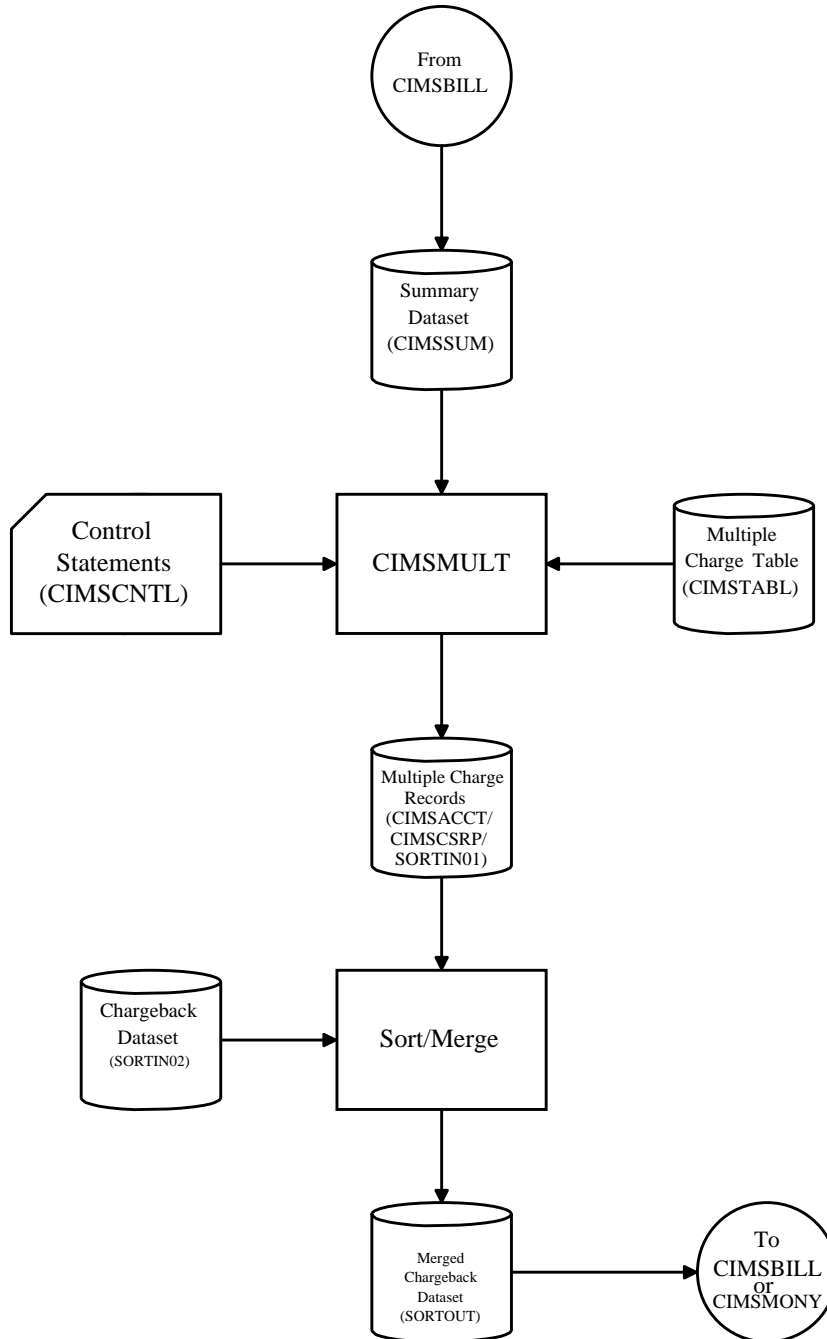 From
CIMSBILL
Summary
Dataset
(CIMSSUM)
Control
Statements
(CIMSCNTL)
CIMSMULT
Multiple
Charge Table
(CIMSTABL)
Multiple Charge
Records
(CIMSACCT/
CIMSCSRP/
SORTIN01)
Chargeback
Dataset
(SORTIN02)
Sort/Merge
Merged
Chargeback
Dataset
(SORTOUT)
To
CIMSBILL
or
CIMSMONY